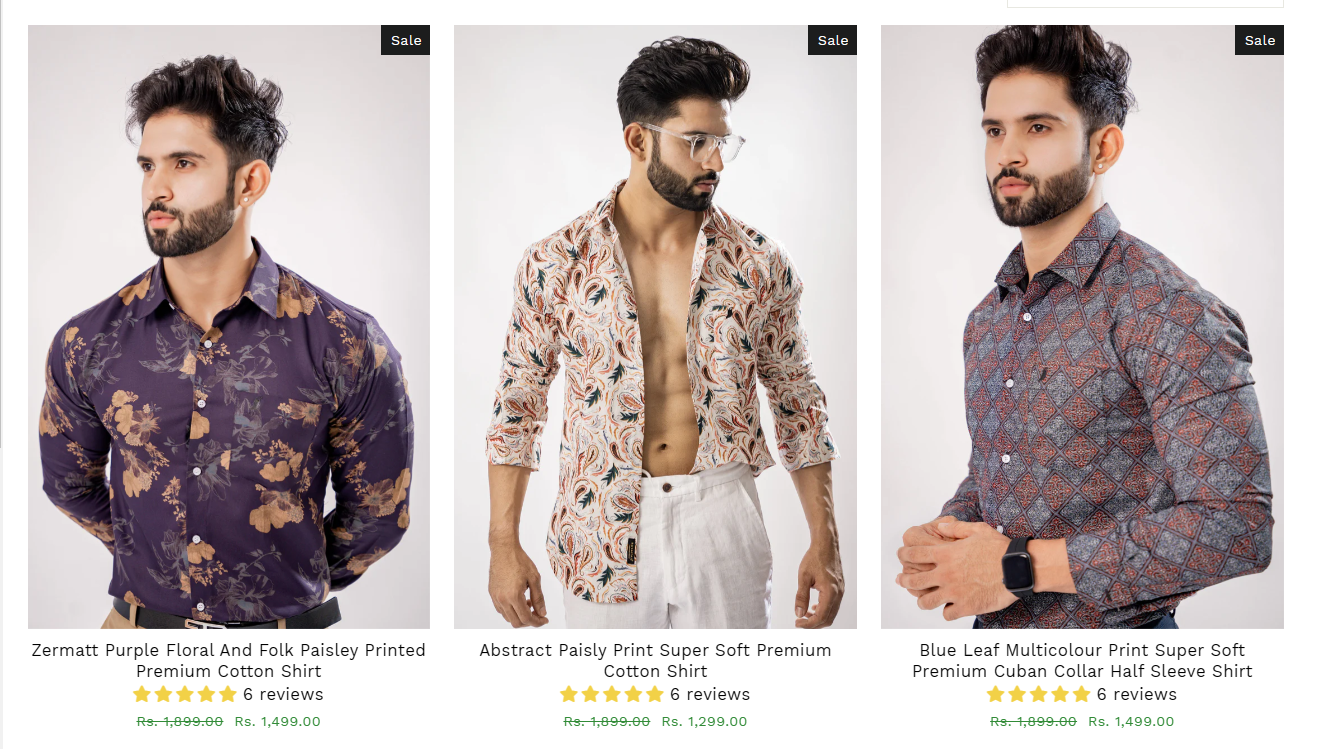 Sale
Sale
Sale
Zermatt Purple Floral And Folk Paisley Printed
Premium Cotton Shirt
6 reviews
Rs. 1,899.00 Rs. 1,499.00
Abstract Paisly Print Super Soft Premium
Cotton Shirt
6 reviews
Rs. 1,899.00 Rs. 1,299.00
Blue Leaf Multicolour Print Super Soft
Premium Cuban Collar Half Sleeve Shirt
6 reviews
Rs. 1,899.00 Rs. 1,499.00